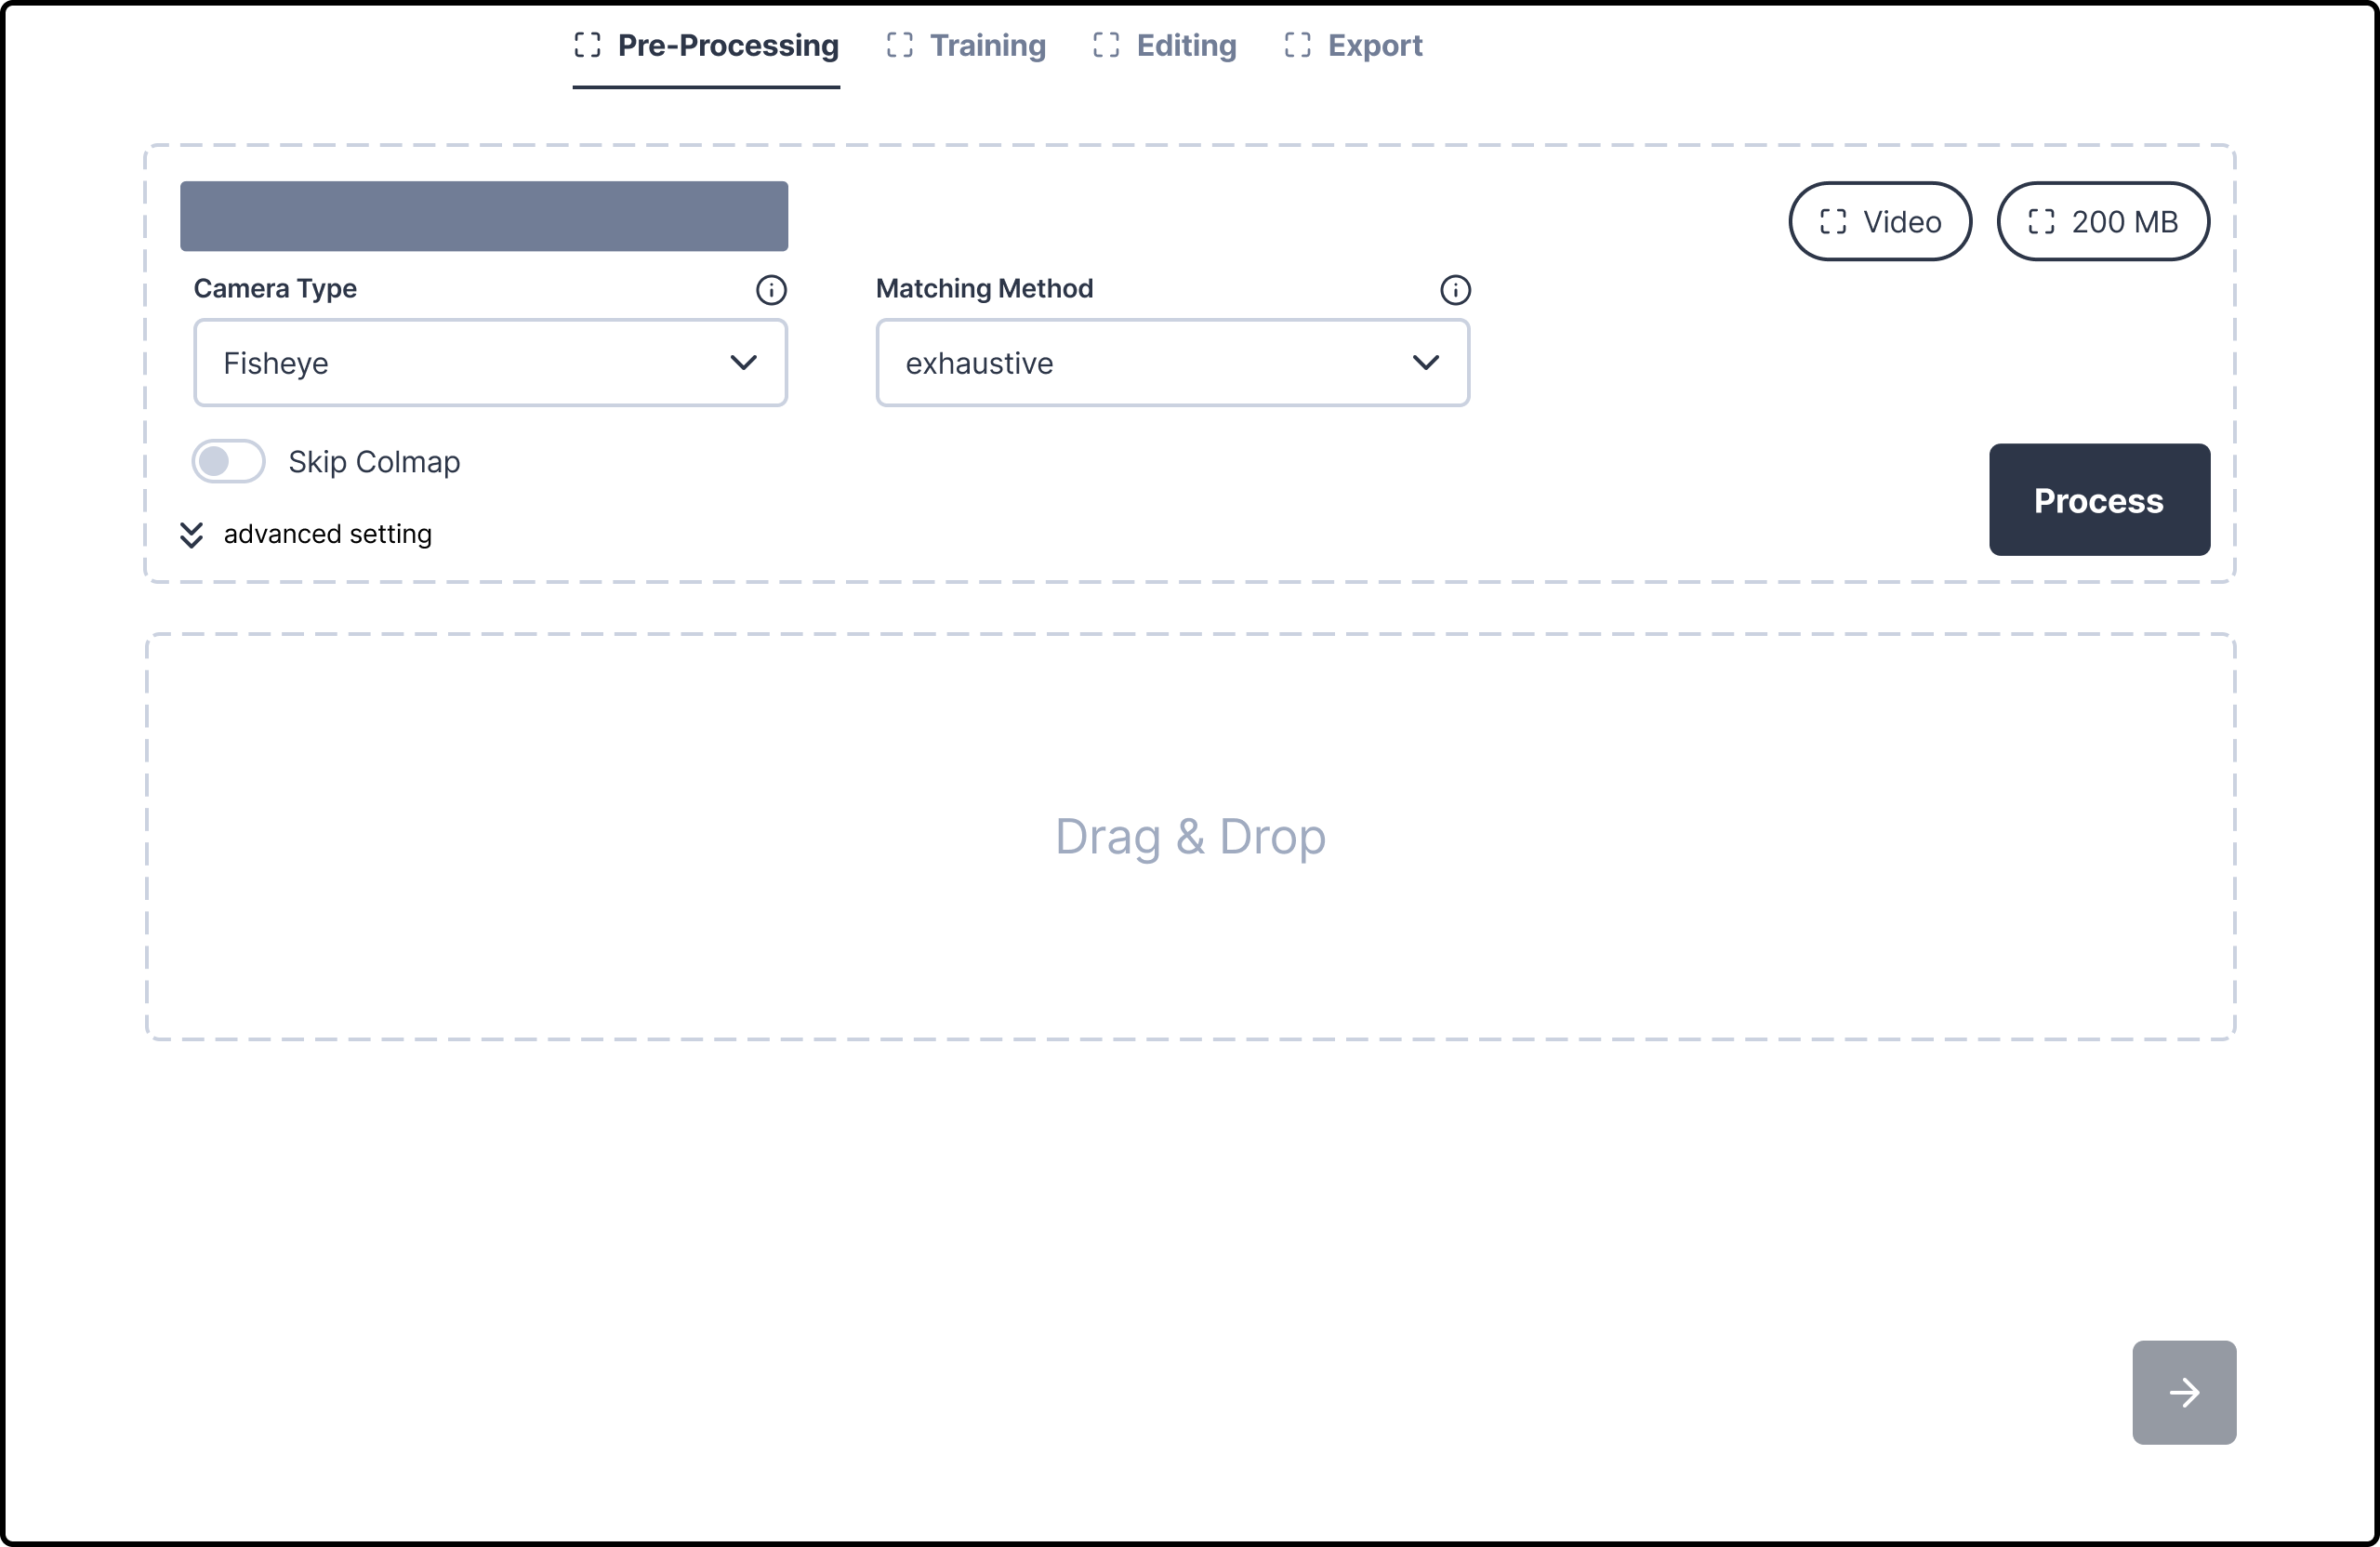 Pre-Processing
Training
Editing
Export
Video
200 MB
Camera Type
Matching Method
Fisheye
exhaustive
Skip Colmap
Process
advanced setting
Drag & Drop